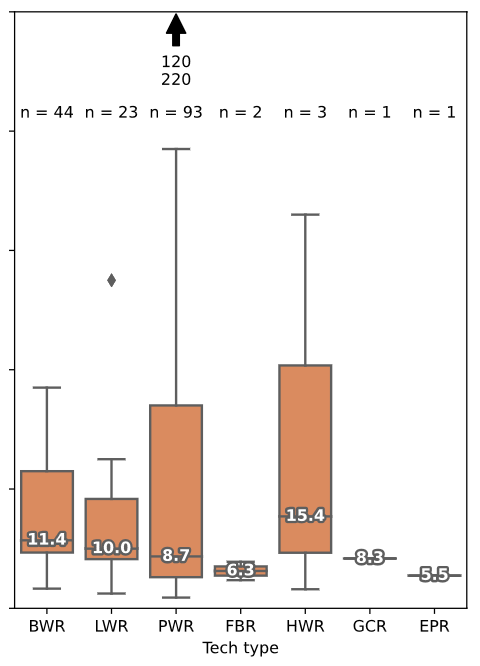 120
220
n = 44 n = 23 n = 93 n = 2 n = 3 n = 1 n = 1
11.4 10.0 8.7 6.3 15.4 8.3 5.5
BWR LWR PWR FBR HWR GCR EPR
Tech type